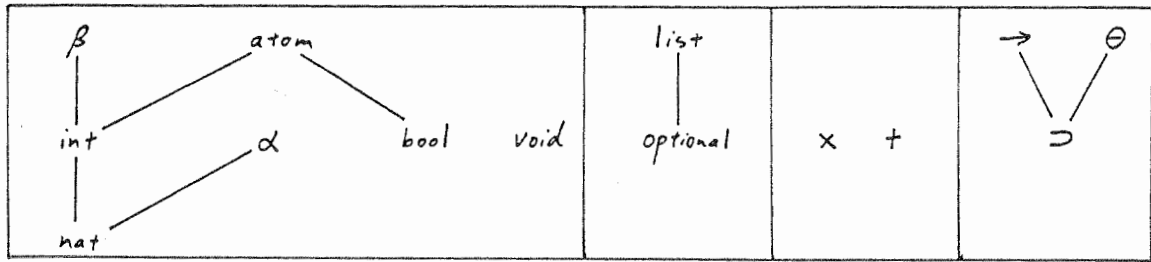 β atom list → Θ
int α bool void optional × + ⊃
nat